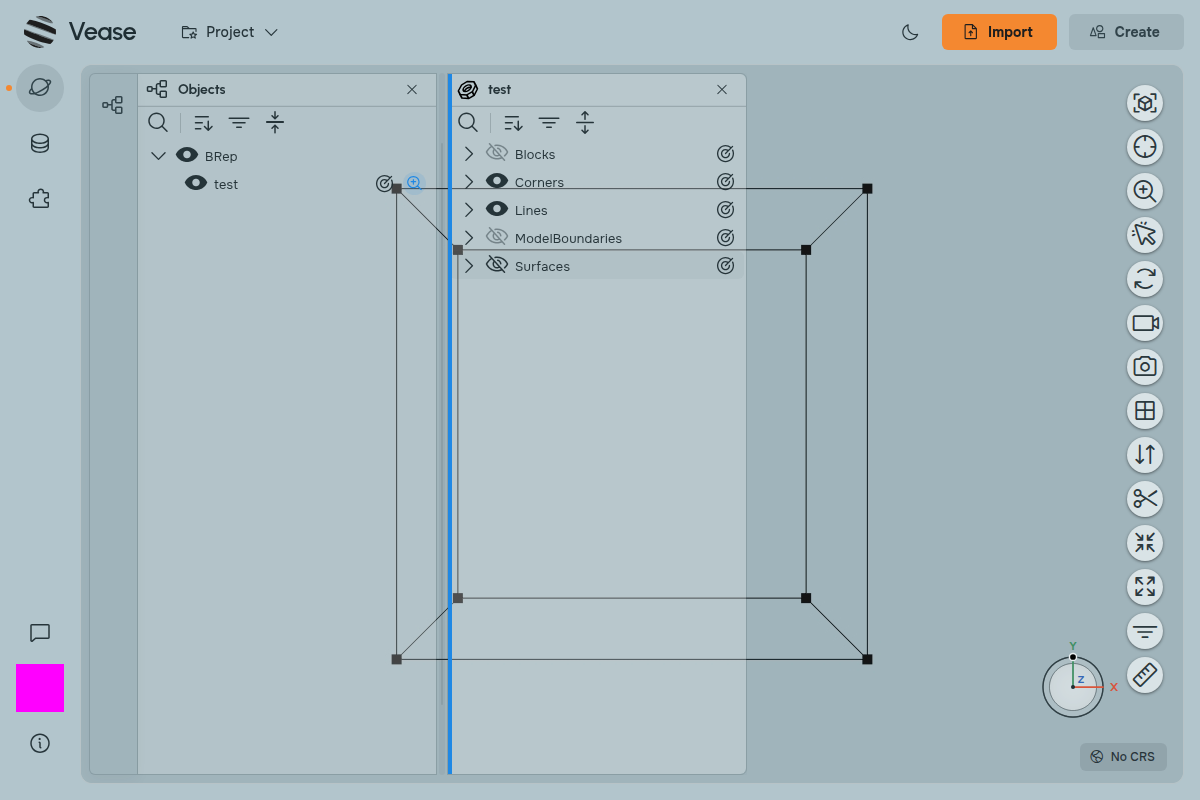 Vease
Project
Import
Create
Objects
test
BRep
test
Blocks
Corners
Lines
ModelBoundaries
Surfaces
Y
Z
X
No CRS